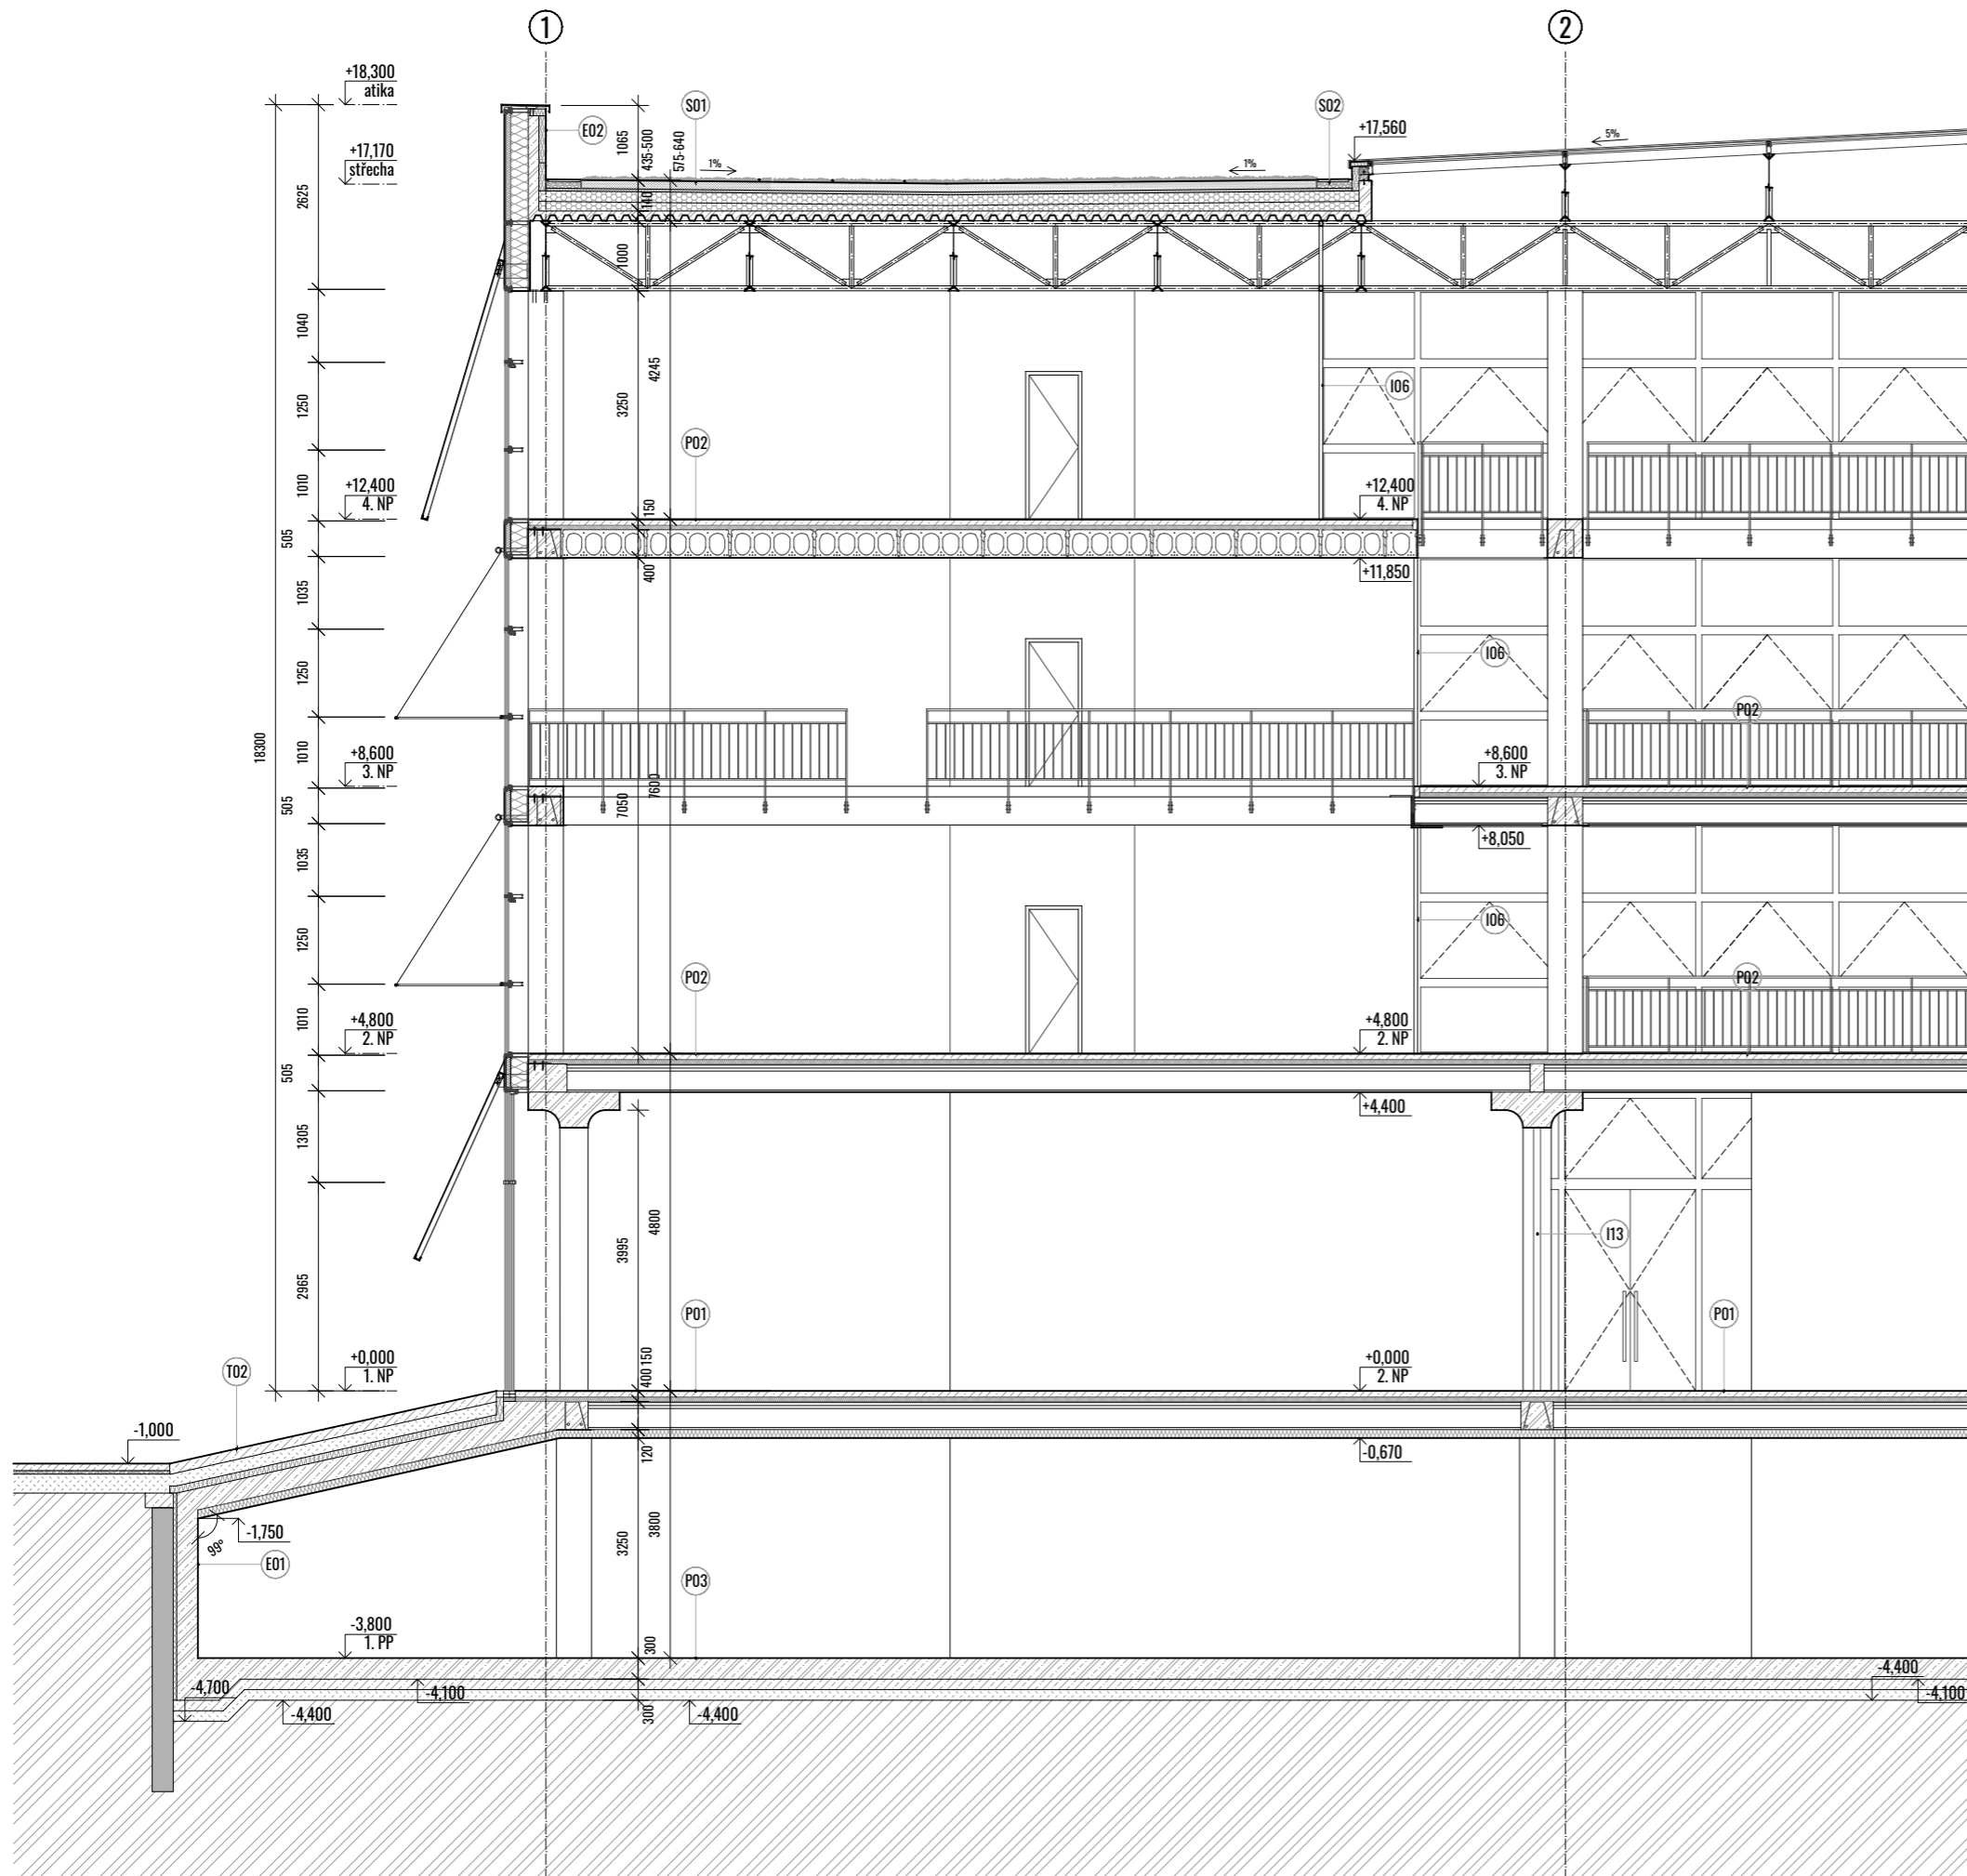 1
2
+18,300
atika
S01
S02
+17,560
E02
5%
1065
435-500
575-640
+17,170
střecha
1%
1%
2625
140
1000
1040
4245
3250
I06
1250
P02
1010
+12,400
4. NP
150
+12,400
4. NP
505
400
+11,850
1035
I06
1250
P02
18300
1010
+8,600
3. NP
7600
7050
+8,600
3. NP
505
+8,050
1035
I06
1250
P02
P02
1010
+4,800
2. NP
+4,800
2. NP
505
+4,400
1305
4800
3995
I13
2965
P01
P01
T02
+0,000
1. NP
400 150
+0,000
2. NP
-1,000
120
-0,670
-1,750
99°
3800
3250
E01
P03
-3,800
1. PP
300
-4,700
-4,100
-4,400
300
-4,400
-4,400
-4,100